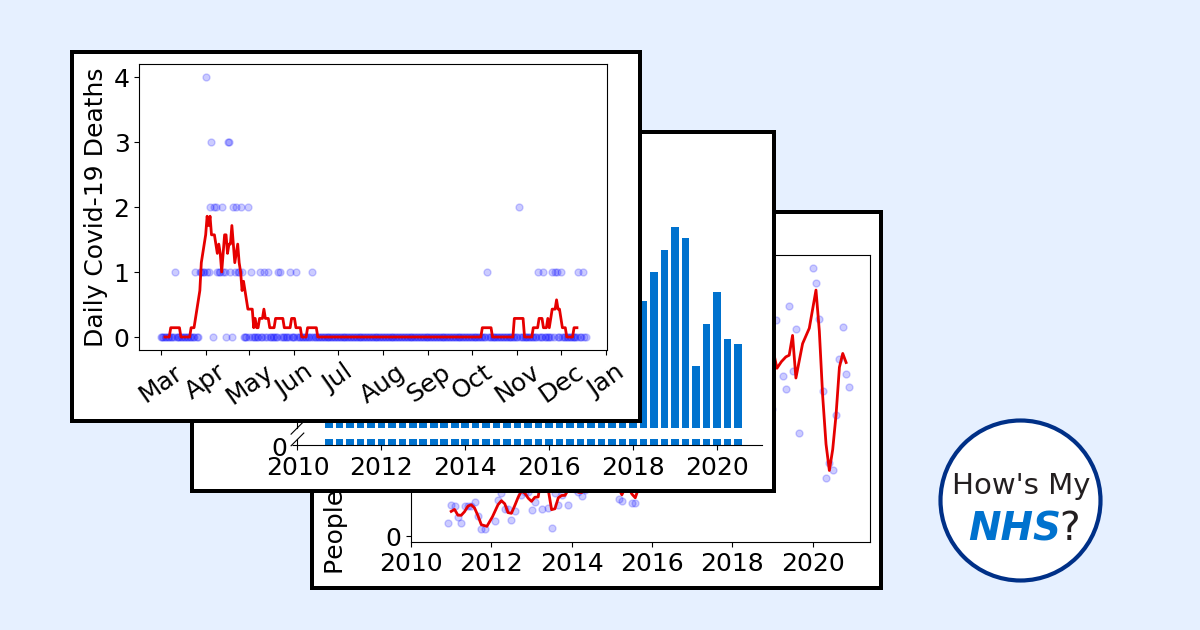 Daily Covid-19 Deaths
4
3
2
1
0
Mar Apr May Jun Jul Aug Sep Oct Nov Dec Jan
0
2010 2012 2014 2016 2018 2020
People
0
2010 2012 2014 2016 2018 2020
How's My
NHS?